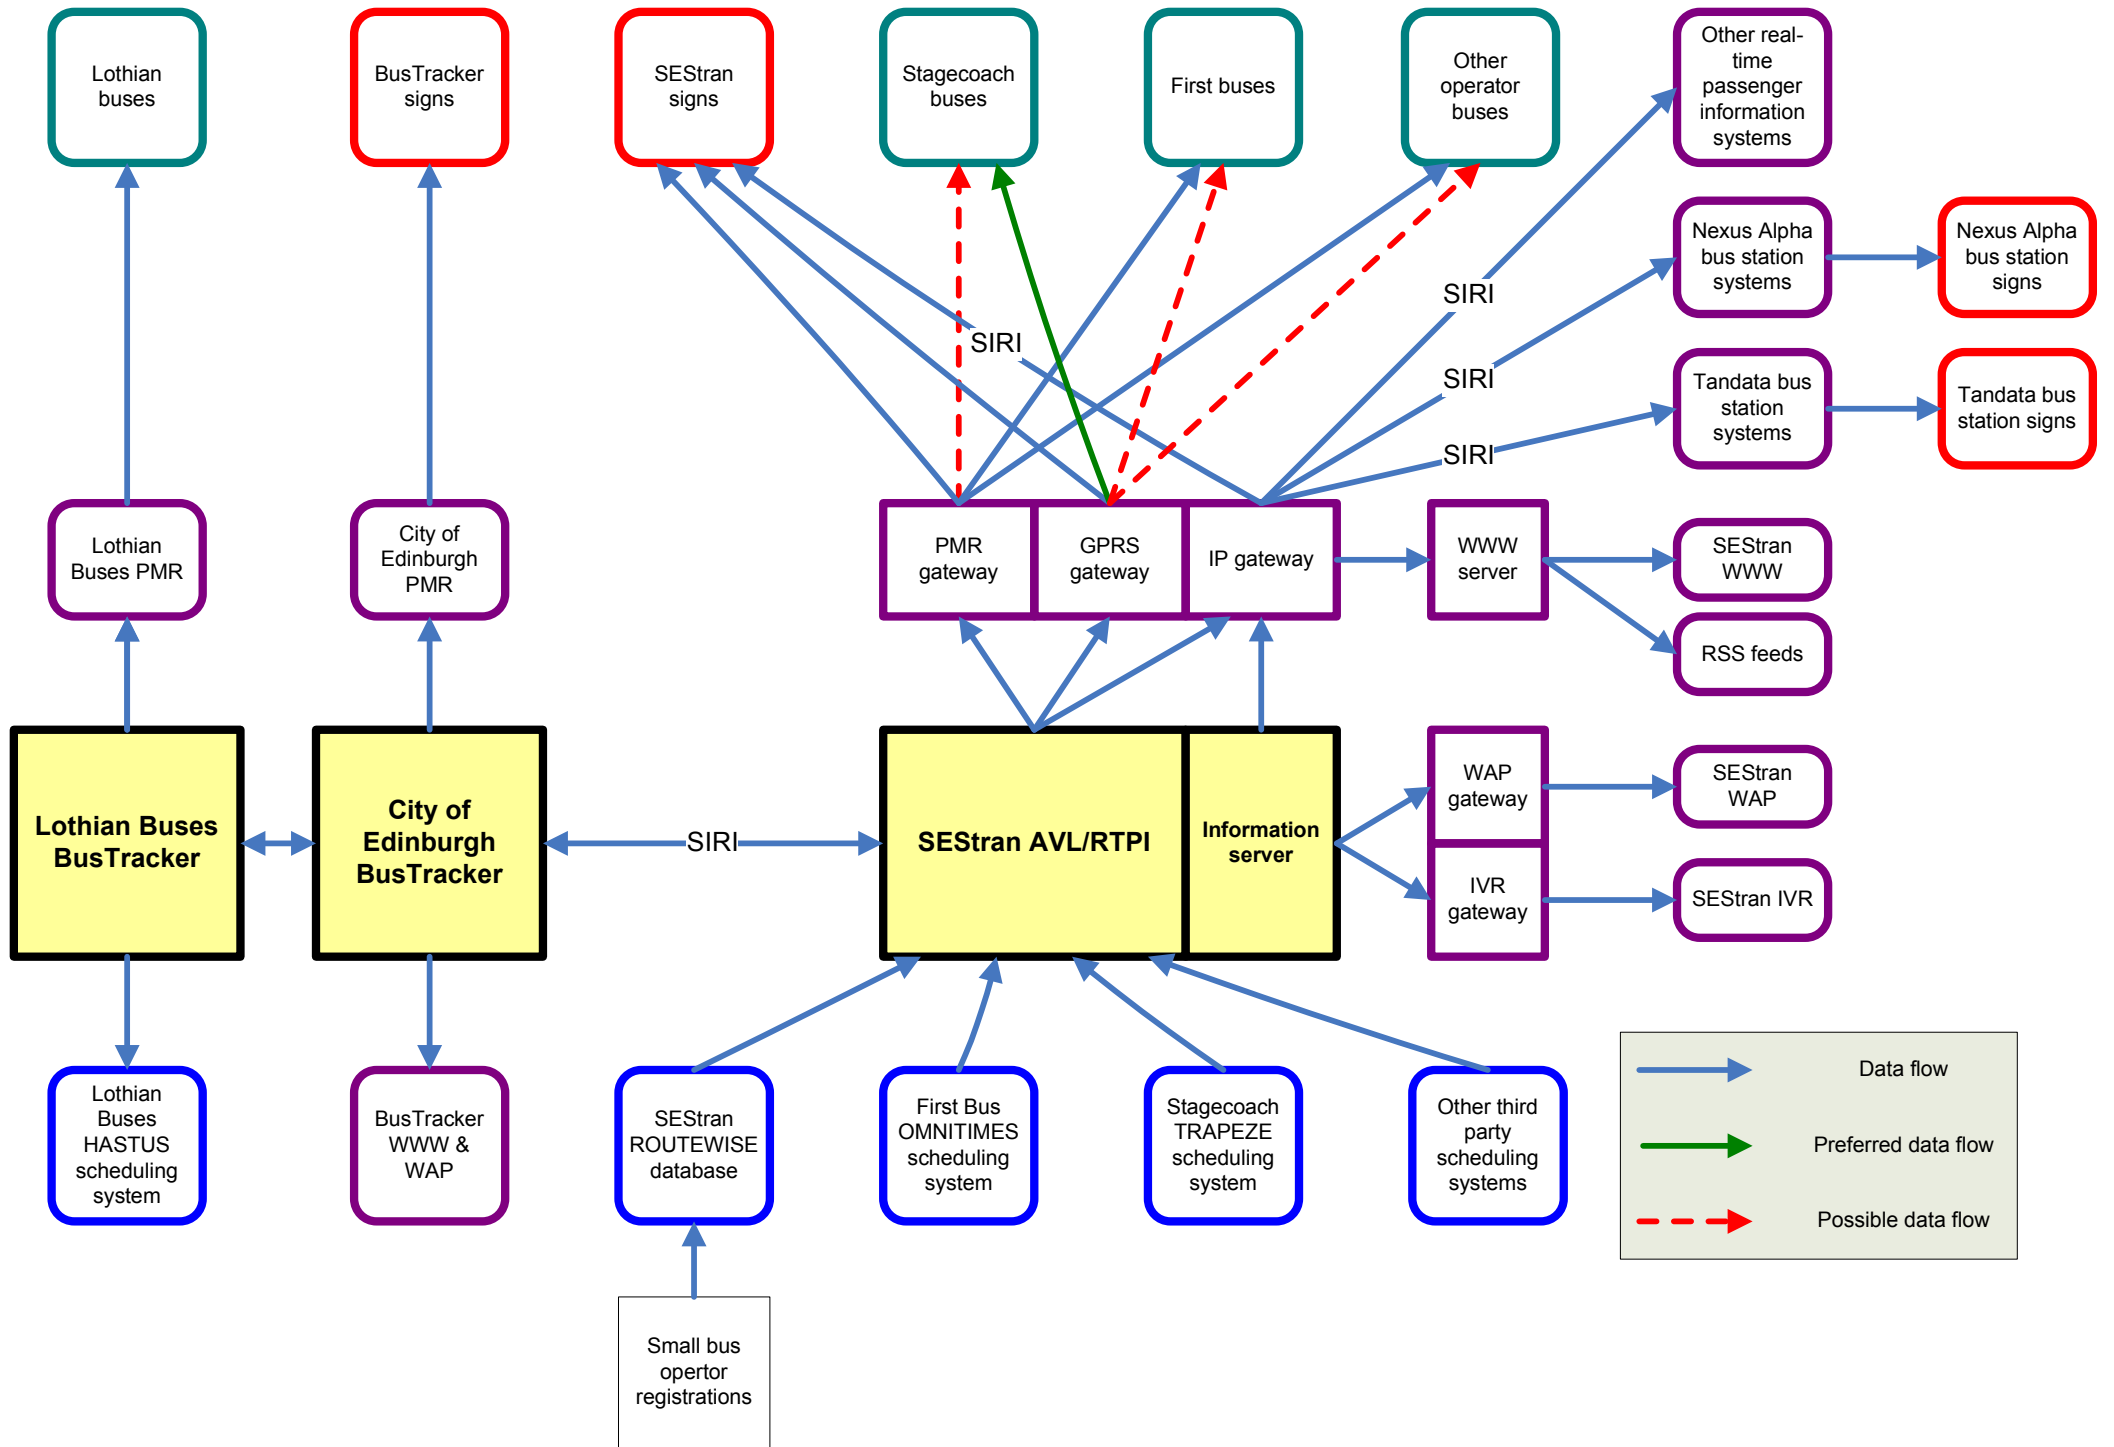 Lothian
buses
BusTracker
signs
SEStran
signs
Stagecoach
buses
First buses
Other
operator
buses
Other real-
time
passenger
information
systems
Nexus Alpha
bus station
systems
Nexus Alpha
bus station
signs
SIRI
SIRI
SIRI
Tandata bus
station
systems
Tandata bus
station signs
SIRI
Lothian
Buses PMR
City of
Edinburgh
PMR
PMR
gateway
GPRS
gateway
IP gateway
WWW
server
SEStran
WWW
RSS feeds
Lothian Buses
BusTracker
City of
Edinburgh
BusTracker
SIRI
SEStran AVL/RTPI
Information
server
WAP
gateway
SEStran
WAP
IVR
gateway
SEStran IVR
Lothian
Buses
HASTUS
scheduling
system
BusTracker
WWW &
WAP
SEStran
ROUTEWISE
database
First Bus
OMNITIMES
scheduling
system
Stagecoach
TRAPEZE
scheduling
system
Other third
party
scheduling
systems
Data flow
Preferred data flow
Possible data flow
Small bus
opertor
registrations